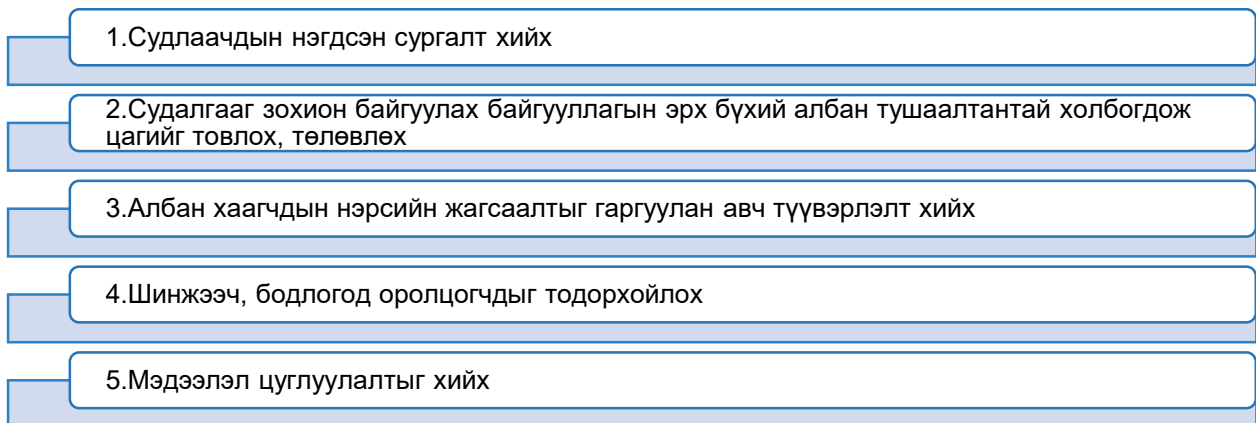 1.Судлаачдын нэгдсэн сургалт хийх
2.Судалгааг зохион байгуулах байгууллагын эрх бүхий албан тушаалтантай холбогдож
цагийг товлох, төлөвлөх
3.Албан хаагчдын нэрсийн жагсаалтыг гаргуулан авч түүвэрлэлт хийх
4.Шинжээч, бодлогод оролцогчдыг тодорхойлох
5.Мэдээлэл цуглуулалтыг хийх